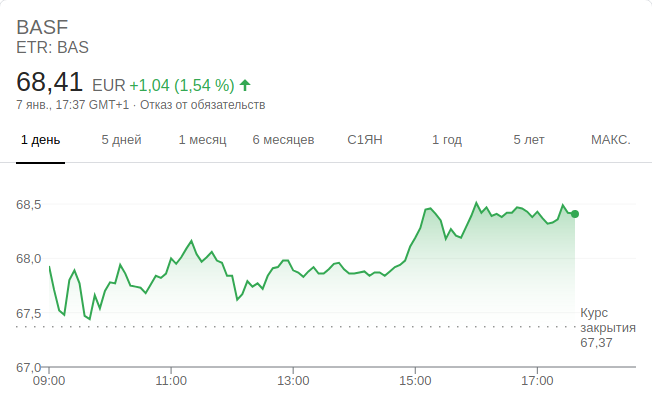 BASF
ETR: BAS
68,41 EUR +1,04 (1,54 %)
7 янв., 17:37 GMT+1 · Отказ от обязательств
1 день 5 дней 1 месяц 6 месяцев С1ЯН 1 год 5 лет МАКС.
68,5
68,0
67,5
67,0
Курс
закрытия
67,37
09:00 11:00 13:00 15:00 17:00